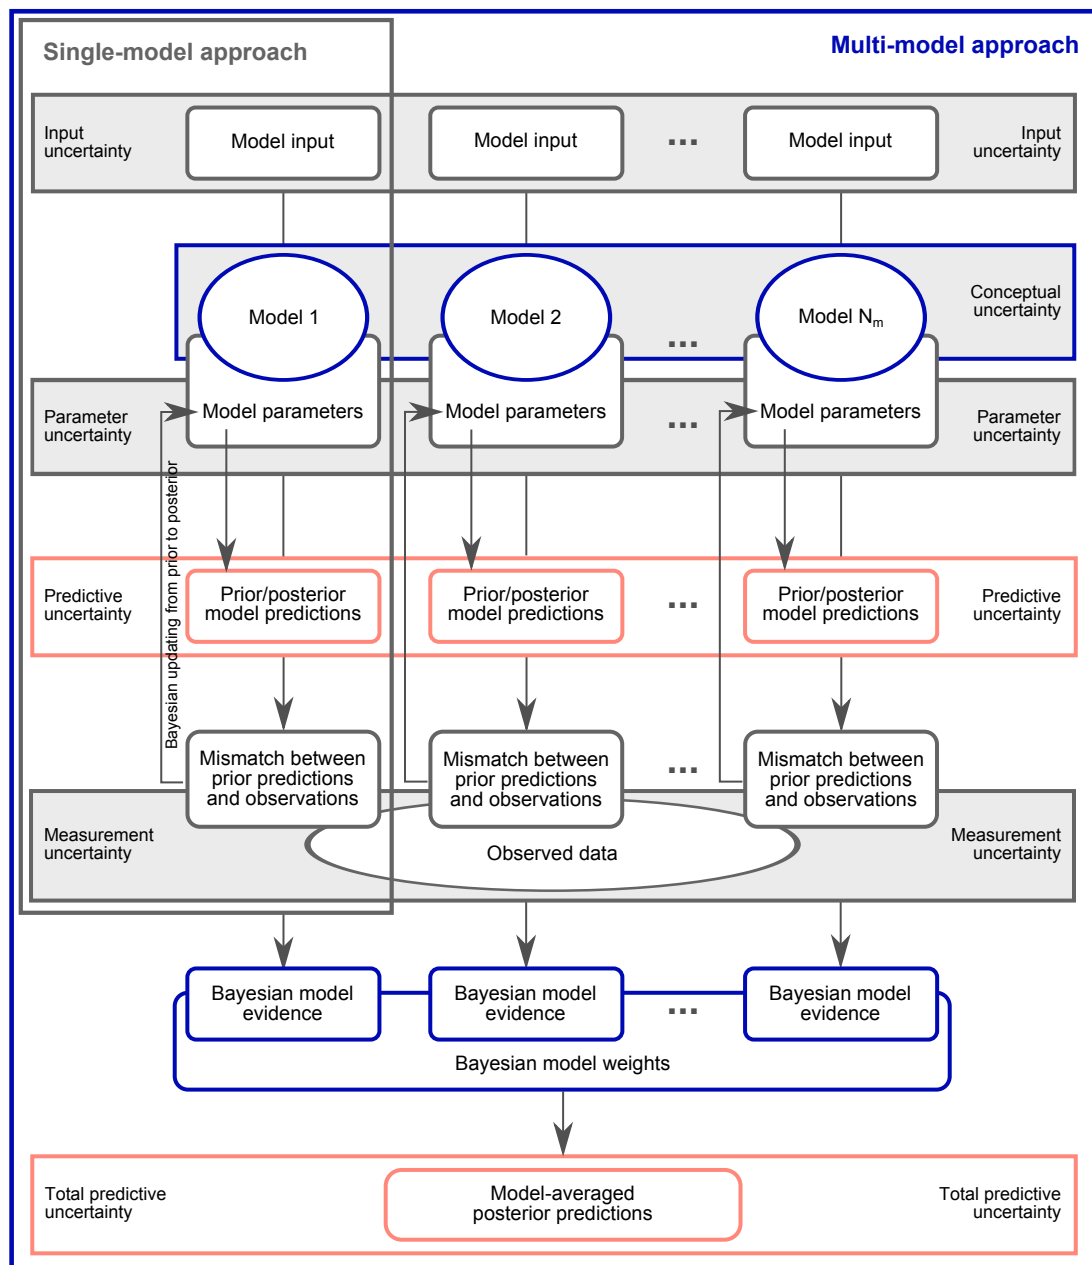 Single-model approach
Multi-model approach
Input
uncertainty
Model input
Model input
...
Model input
Input
uncertainty
Model 1
Model 2
...
Model Nm
Conceptual
uncertainty
Parameter
uncertainty
Model parameters
Model parameters
...
Model parameters
Parameter
uncertainty
Bayesian updating from prior to posterior
Predictive
uncertainty
Prior/posterior
model predictions
Prior/posterior
model predictions
...
Prior/posterior
model predictions
Predictive
uncertainty
Mismatch between
prior predictions
and observations
Mismatch between
prior predictions
and observations
...
Mismatch between
prior predictions
and observations
Measurement
uncertainty
Observed data
Measurement
uncertainty
Bayesian model
evidence
Bayesian model
evidence
...
Bayesian model
evidence
Bayesian model weights
Total predictive
uncertainty
Model-averaged
posterior predictions
Total predictive
uncertainty